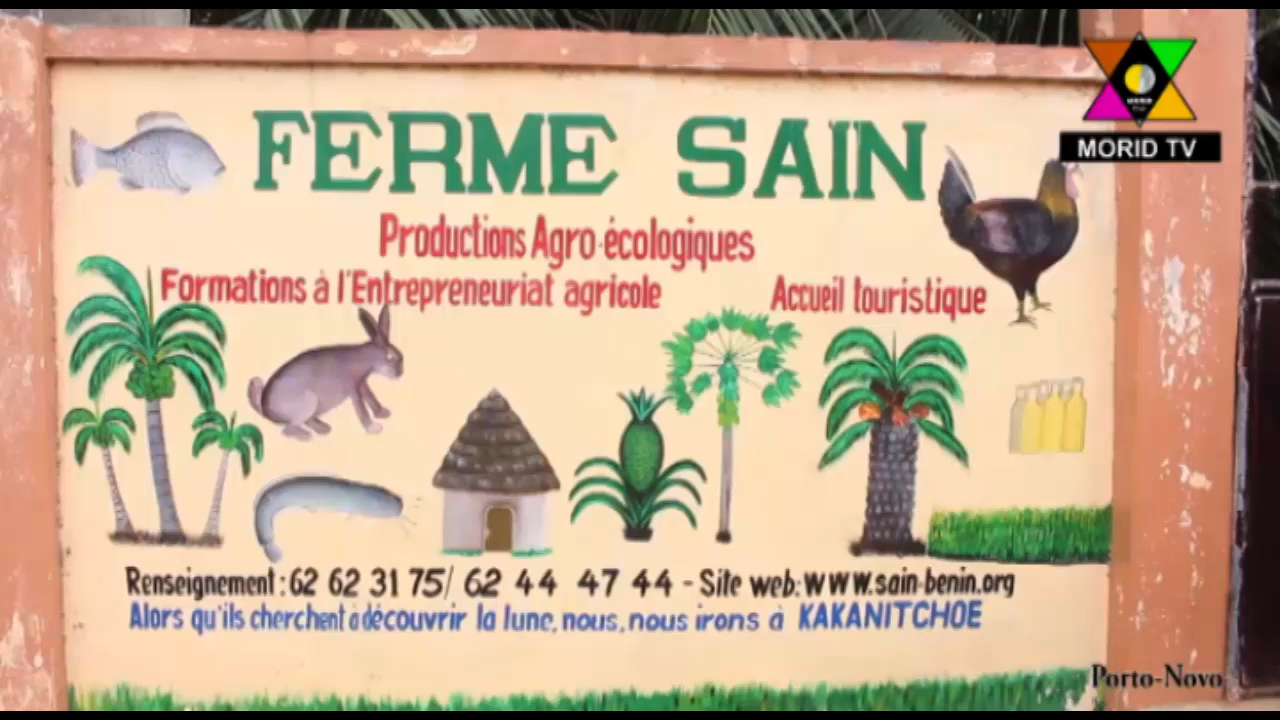 FERME SAIN
MORID TV
Productions Agro-écologiques
Formations à l'Entrepreneuriat agricole
Accueil touristique
Renseignement : 62 62 31 75/ 62 44 47 44 - Site web: www.sain-benin.org
Alors qu'ils cherchent à découvrir la lune, nous, nous irons à KAKANITCHOE
Porto-Novo